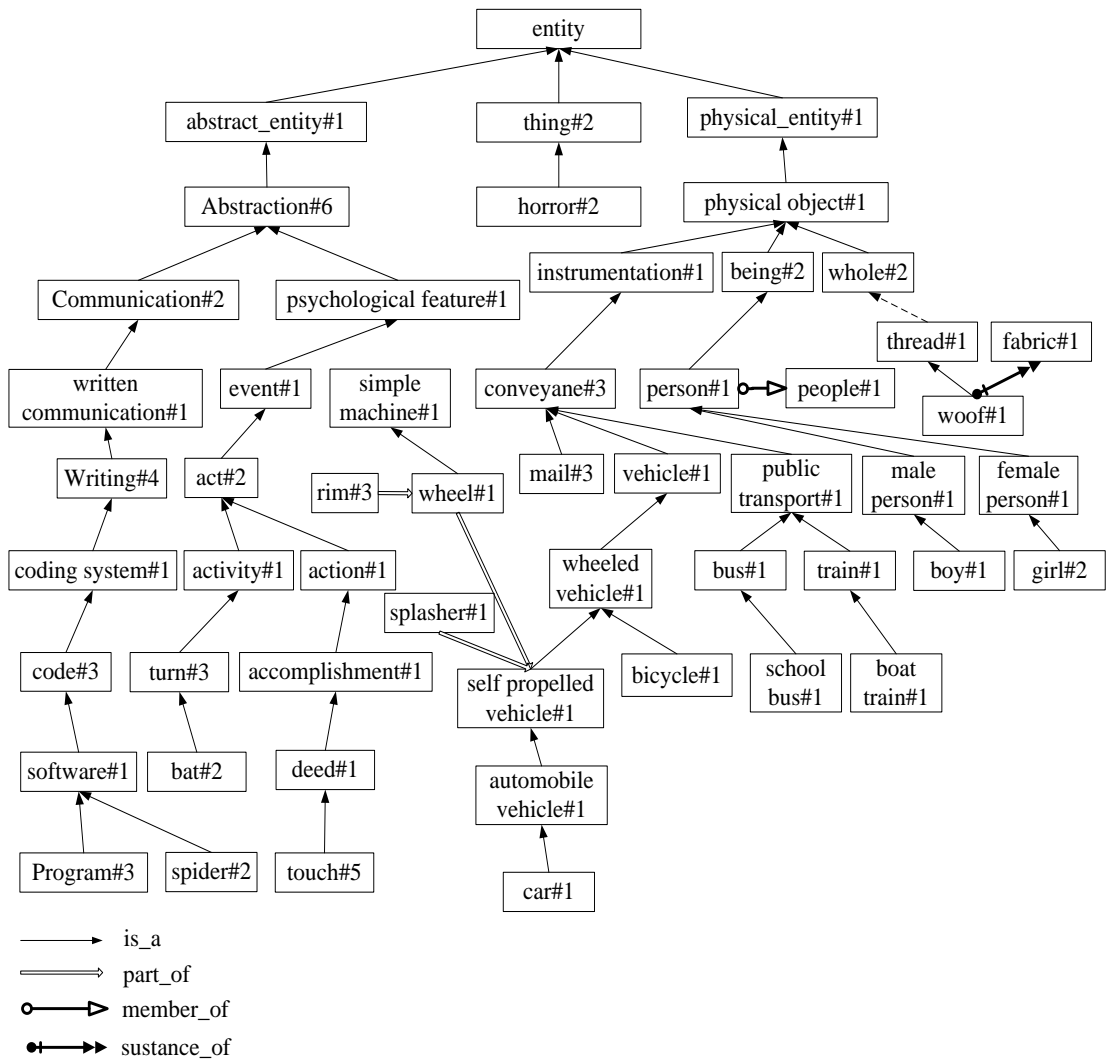 entity
abstract_entity#1
thing#2
physical_entity#1
Abstraction#6
horror#2
physical object#1
Communication#2
psychological feature#1
instrumentation#1
being#2
whole#2
thread#1
fabric#1
written
communication#1
event#1
simple
machine#1
conveyane#3
person#1
people#1
woof#1
Writing#4
act#2
rim#3
wheel#1
mail#3
vehicle#1
public
transport#1
male
person#1
female
person#1
coding system#1
activity#1
action#1
splasher#1
wheeled
vehicle#1
bus#1
train#1
boy#1
girl#2
code#3
turn#3
accomplishment#1
self propelled
vehicle#1
bicycle#1
school
bus#1
boat
train#1
software#1
bat#2
deed#1
automobile
vehicle#1
Program#3
spider#2
touch#5
car#1
is_a
part_of
member_of
sustance_of